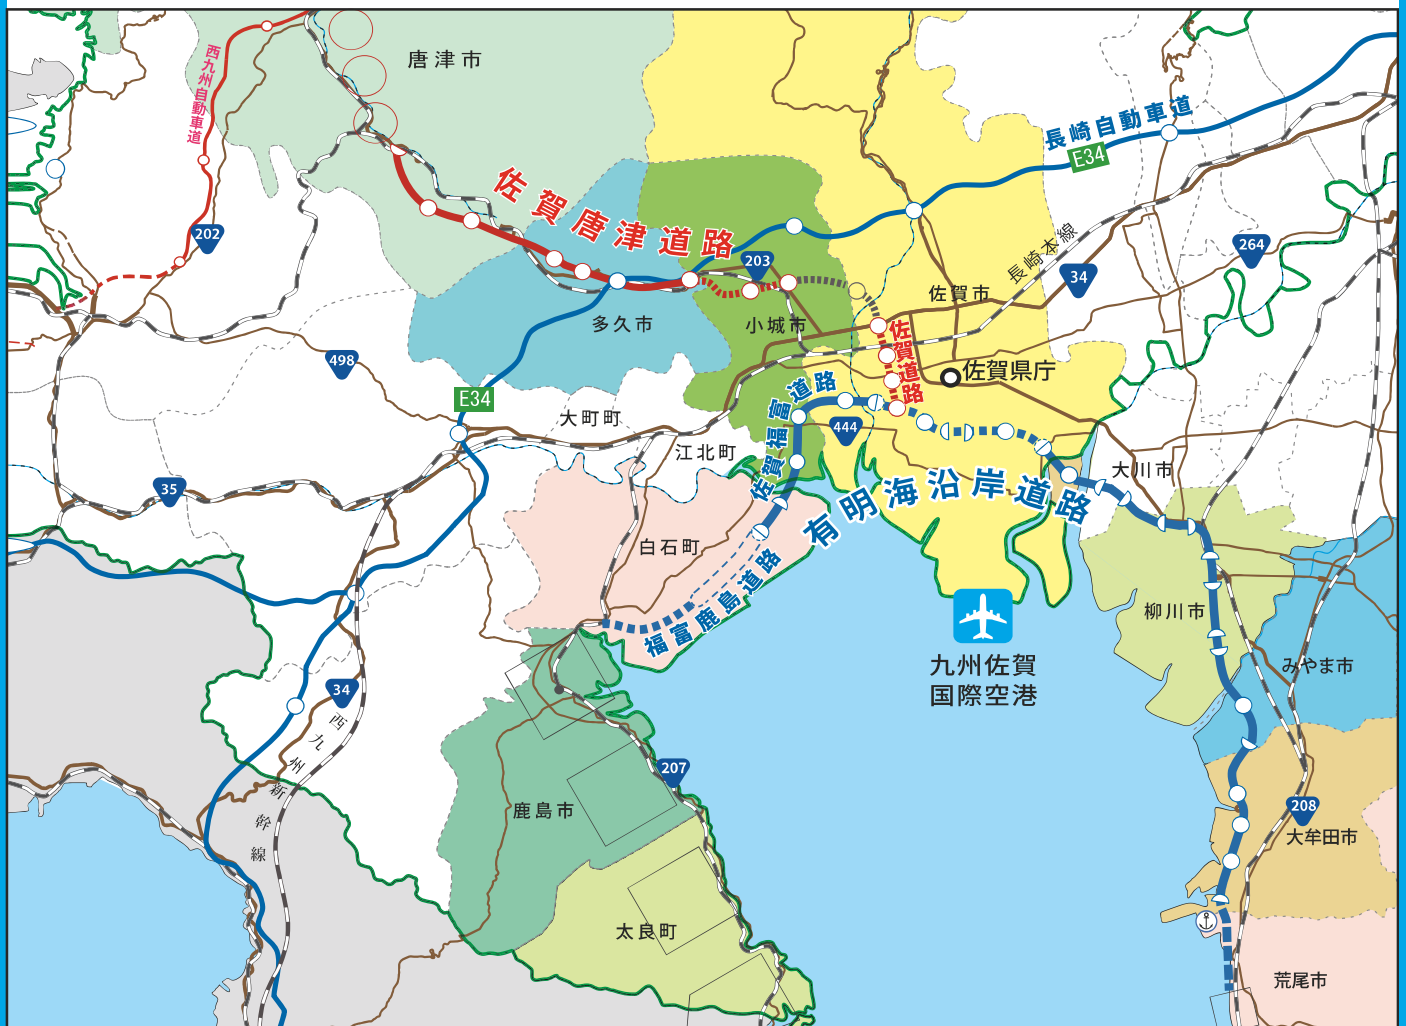 唐津市
西九州自動車道
長崎自動車道
E34
佐賀唐津道路
202
203
264
34
長崎本線
佐賀市
多久市
小城市
佐賀道路
498
佐賀県庁
E34
大町町
佐賀福富道路
444
江北町
大川市
35
有明海沿岸道路
白石町
福富鹿島道路
柳川市
九州佐賀
国際空港
みやま市
34
西九州新幹線
207
鹿島市
208
大牟田市
太良町
荒尾市